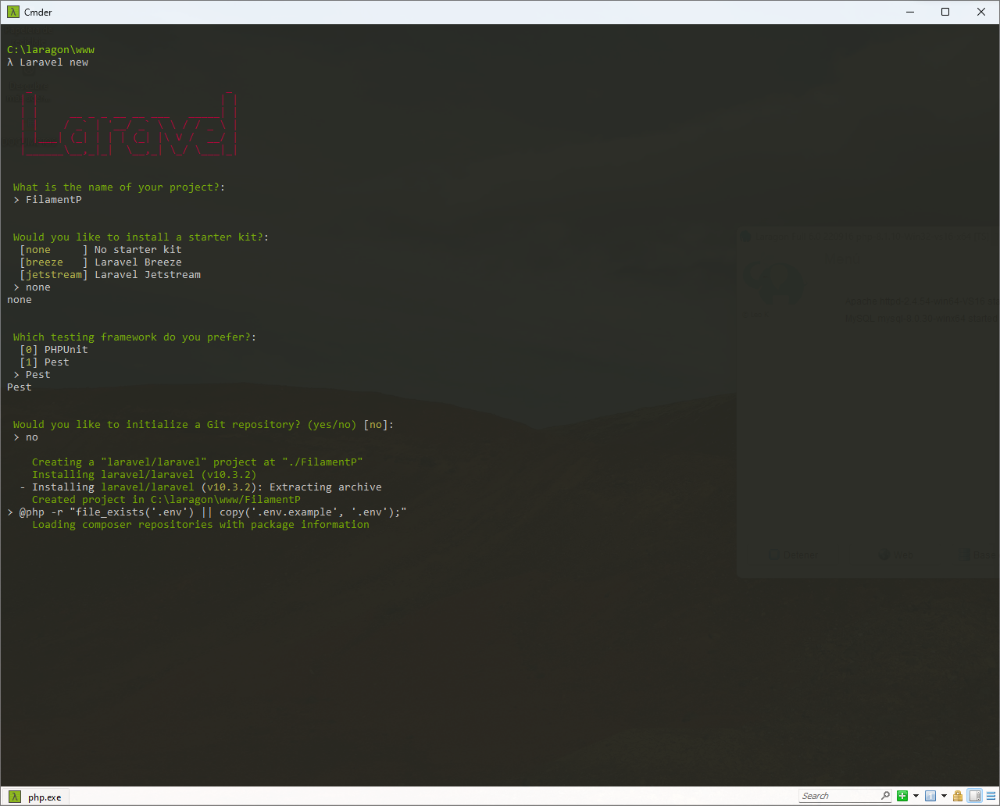 Cmder
C:\laragon\www
λ Laravel new
Laravel
What is the name of your project?:
> FilamentP
Would you like to install a starter kit?:
[none     ] No starter kit
[breeze   ] Laravel Breeze
[jetstream] Laravel Jetstream
> none
none
Which testing framework do you prefer?:
[0] PHPUnit
[1] Pest
> Pest
Pest
Would you like to initialize a Git repository? (yes/no) [no]:
> no
Creating a "laravel/laravel" project at "./FilamentP"
Installing laravel/laravel (v10.3.2)
- Installing laravel/laravel (v10.3.2): Extracting archive
Created project in C:\laragon\www/FilamentP
> @php -r "file_exists('.env') || copy('.env.example', '.env');"
Loading composer repositories with package information
php.exe
Search